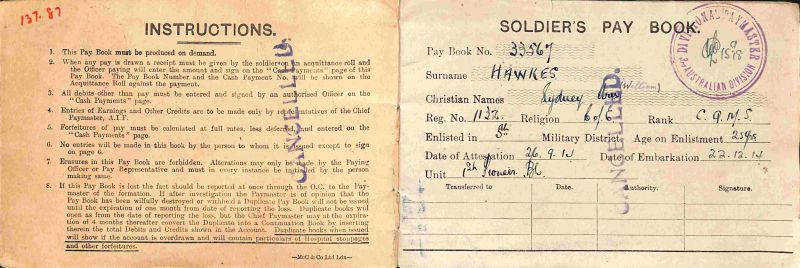 137.87
INSTRUCTIONS.
1. This Pay Book must be produced on demand.
2. When any pay is drawn a receipt must be given by the soldier on an acquittance roll and
the Officer paying will enter the amount and sign on the "Cash Payments" page of this
Pay Book. The Pay Book Number and the Cash Payment No. will be shown on the
Acquittance Roll against the payment.
3. All debits other than pay must be entered and signed by an authorised Officer on the
"Cash Payments" page.
4. Entries of Earnings and Other Credits are to be made only by representatives of the Chief
Paymaster, A.I.F.
5. Forfeitures of pay must be calculated at full rates, less deferred, and entered on the
"Cash Payments" page.
6. No entries will be made in this book by the person to whom it is issued except to sign
on page 6.
7. Erasures in this Pay Book are forbidden. Alterations may only be made by the Paying
Officer or Pay Representative and must in every instance be initialled by the person
making same.
8. If this Pay Book is lost the fact should be reported at once through the O.C. to the Pay-
master of the formation. If after investigation the Paymaster is of opinion that the
Pay Book has been wilfully destroyed or withheld a Duplicate Pay Book will not be issued
until the expiration of one month from date of reporting the loss. Duplicate books will
open as from the date of reporting the loss, but the Chief Paymaster may at the expira-
tion of 4 months thereafter convert the Duplicate into a Continuation Book by inserting
therein the total Debits and Credits shown in the Account. Duplicate books when issued
will show if the account is overdrawn and will contain particulars of Hospital stoppages
and other forfeitures.
—McC & Co Ltd Ldn—
CANCELLED.
SOLDIER'S PAY BOOK.
DIVISIONAL PAYMASTER
3RD AUSTRALIAN DIVISION
Pay Book No. 33567
Surname HAWKES
(William)
Christian Names Sydney
Reg. No. 1132. Religion C of E Rank C.Q.M.S.
Enlisted in 5th Military District Age on Enlistment
Date of Attestation 26.9.14 Date of Embarkation 22.12.14
Unit Pioneer
Transferred to Date. Authority. Signature.
CANCELLED.